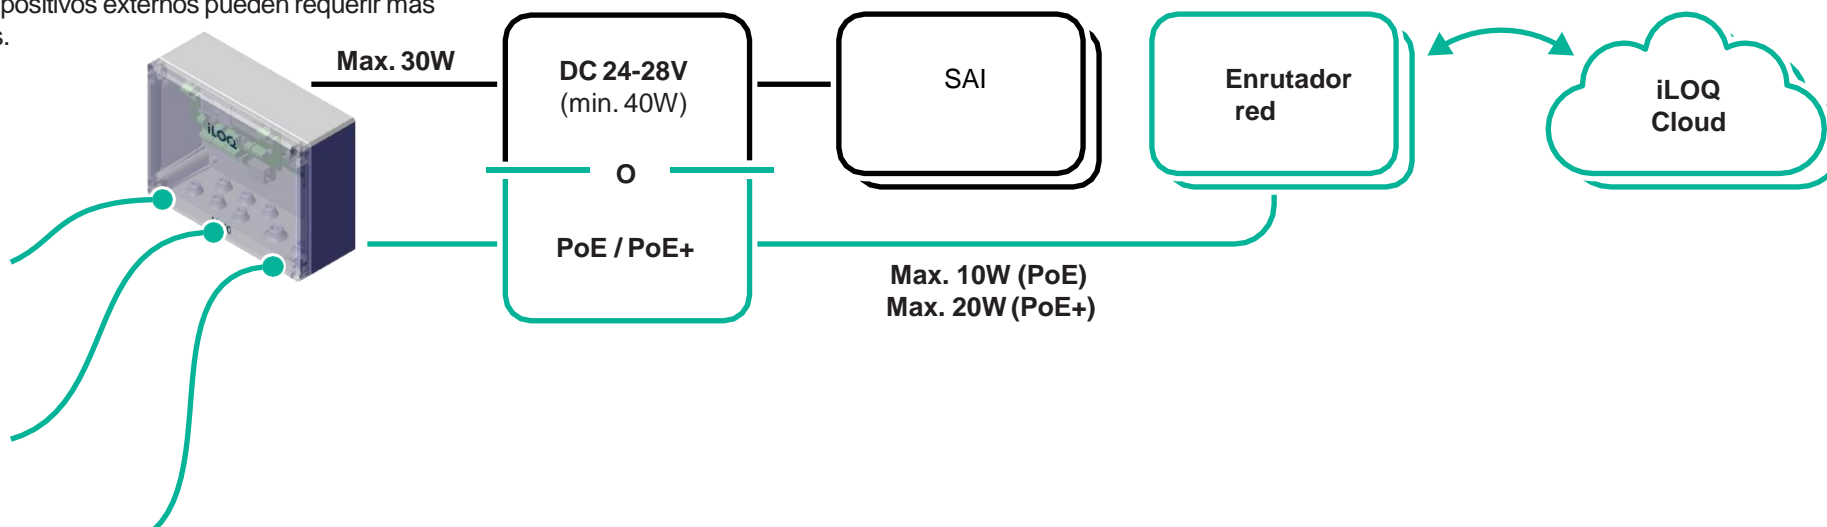 positivos externos pueden requerir más
s.
Max. 30W
DC 24-28V
(min. 40W)
O
PoE / PoE+
SAI
Enrutador
red
iLOQ
Cloud
iLOQ
Max. 10W (PoE)
Max. 20W (PoE+)